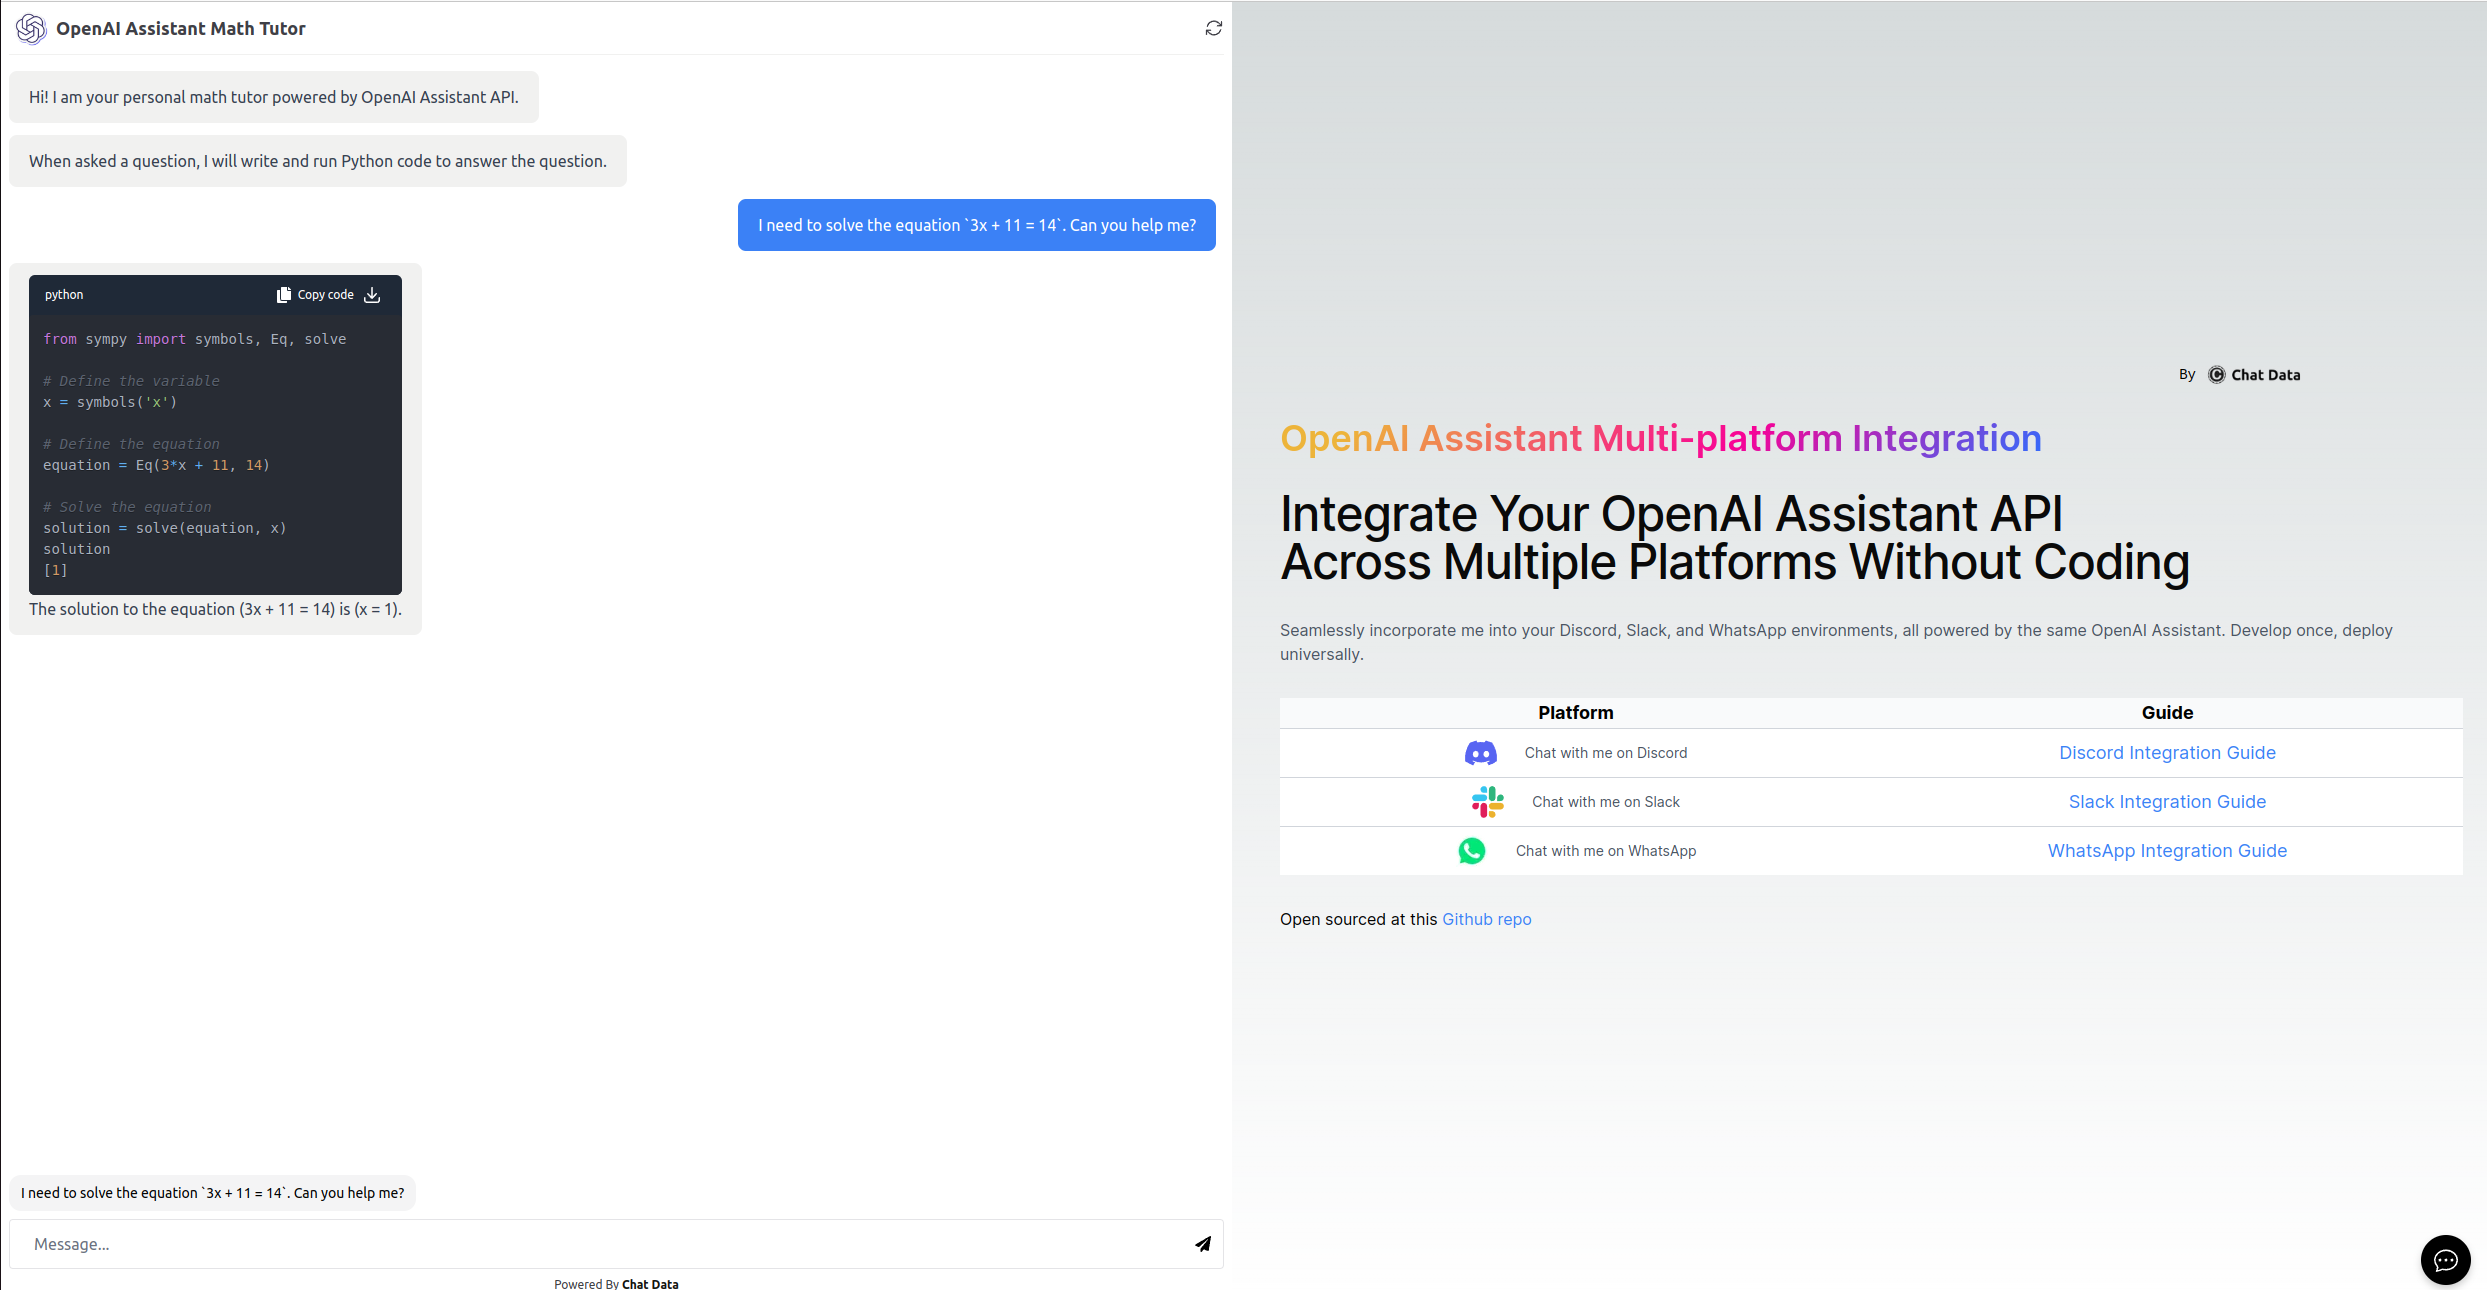 OpenAI Assistant Math Tutor
Hi! I am your personal math tutor powered by OpenAI Assistant API.
When asked a question, I will write and run Python code to answer the question.
I need to solve the equation `3x + 11 = 14`. Can you help me?
python
Copy code
from sympy import symbols, Eq, solve
# Define the variable
x = symbols('x')
# Define the equation
equation = Eq(3*x + 11, 14)
# Solve the equation
solution = solve(equation, x)
solution
[1]
The solution to the equation (3x + 11 = 14) is (x = 1).
I need to solve the equation `3x + 11 = 14`. Can you help me?
Message...
Powered By Chat Data
By Chat Data
OpenAI Assistant Multi-platform Integration
Integrate Your OpenAI Assistant API
Across Multiple Platforms Without Coding
Seamlessly incorporate me into your Discord, Slack, and WhatsApp environments, all powered by the same OpenAI Assistant. Develop once, deploy
universally.
Platform Guide
Chat with me on Discord Discord Integration Guide
Chat with me on Slack Slack Integration Guide
Chat with me on WhatsApp WhatsApp Integration Guide
Open sourced at this Github repo